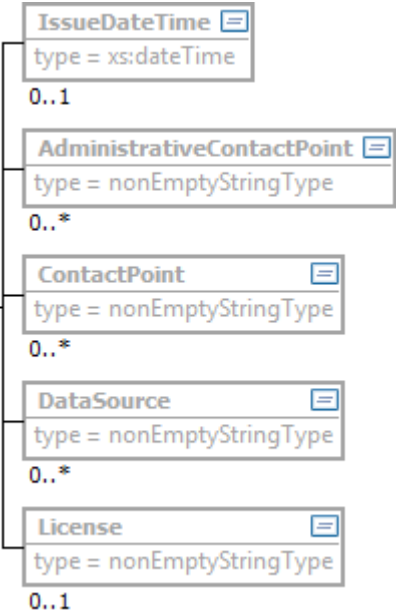 IssueDateTime
type = xs:dateTime
0..1
AdministrativeContactPoint
type = nonEmptyStringType
0..*
ContactPoint
type = nonEmptyStringType
0..*
DataSource
type = nonEmptyStringType
0..*
License
type = nonEmptyStringType
0..1